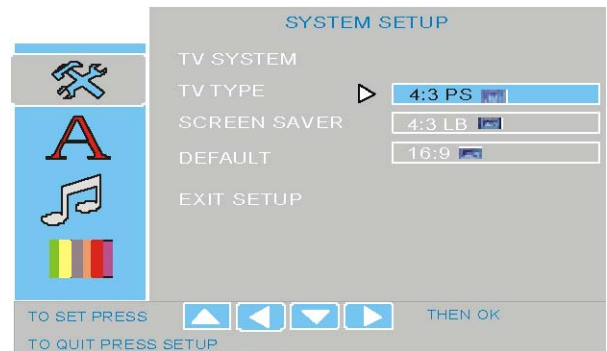 SYSTEM SETUP
TV SYSTEM
TV TYPE
4:3 PS
SCREEN SAVER
4:3 LB
DEFAULT
16:9
EXIT SETUP
A
TO SET PRESS
THEN OK
TO QUIT PRESS SETUP